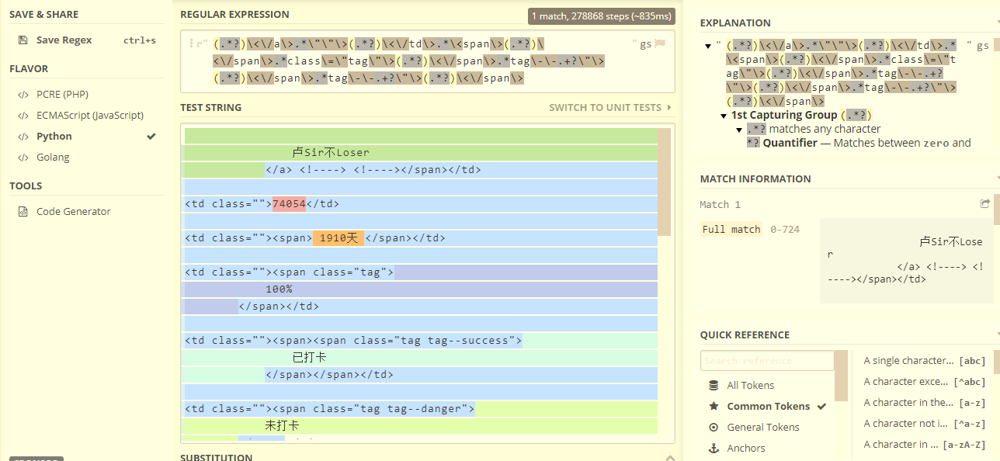 SAVE & SHARE
Save Regex ctrl+s
FLAVOR
</> PCRE (PHP)
</> ECMAScript (JavaScript)
</> Python
</> Golang
TOOLS
Code Generator
REGULAR EXPRESSION
1 match, 278868 steps (~835ms)
r" (.*?)\<\/a\>.*\"\"\>(.*?)\<\/td\>.*\<span\>(.*?)\ " gs
<\/span\>.*class\=\"tag\"\>(.*?)\<\/span\>.*tag\-\-.+?\"\>
(.*?)\<\/span\>.*tag\-\-.+?\"\>(.*?)\<\/span\>
TEST STRING
SWITCH TO UNIT TESTS
卢Sir不Loser
</a> <!----> <!----></span></td>
<td class="">74054</td>
<td class=""><span> 1910天 </span></td>
<td class=""><span class="tag">
100%
</span></td>
<td class=""><span><span class="tag tag--success">
已打卡
</span></span></td>
<td class=""><span class="tag tag--danger">
未打卡
SUBSTITUTION
EXPLANATION
" (.*?)\<\/a\>.*\"\"\>(.*?)\<\/td\>.* " gs
\<span\>(.*?)\<\/span\>.*class\=\"t
ag\"\>(.*?)\<\/span\>.*tag\-\-.+?
\"\>(.*?)\<\/span\>.*tag\-\-.+?\"\>
(.*?)\<\/span\>
1st Capturing Group (.*?)
.*? matches any character
*? Quantifier — Matches between zero and
MATCH INFORMATION
Match 1
Full match 0-724
卢Sir不Lose
r
</a> <!----> <!
----></span></td>
QUICK REFERENCE
Search reference
All Tokens
Common Tokens
General Tokens
Anchors
A single character... [abc]
A character exce... [^abc]
A character in the... [a-z]
A character not i... [^a-z]
A character in ... [a-zA-Z]